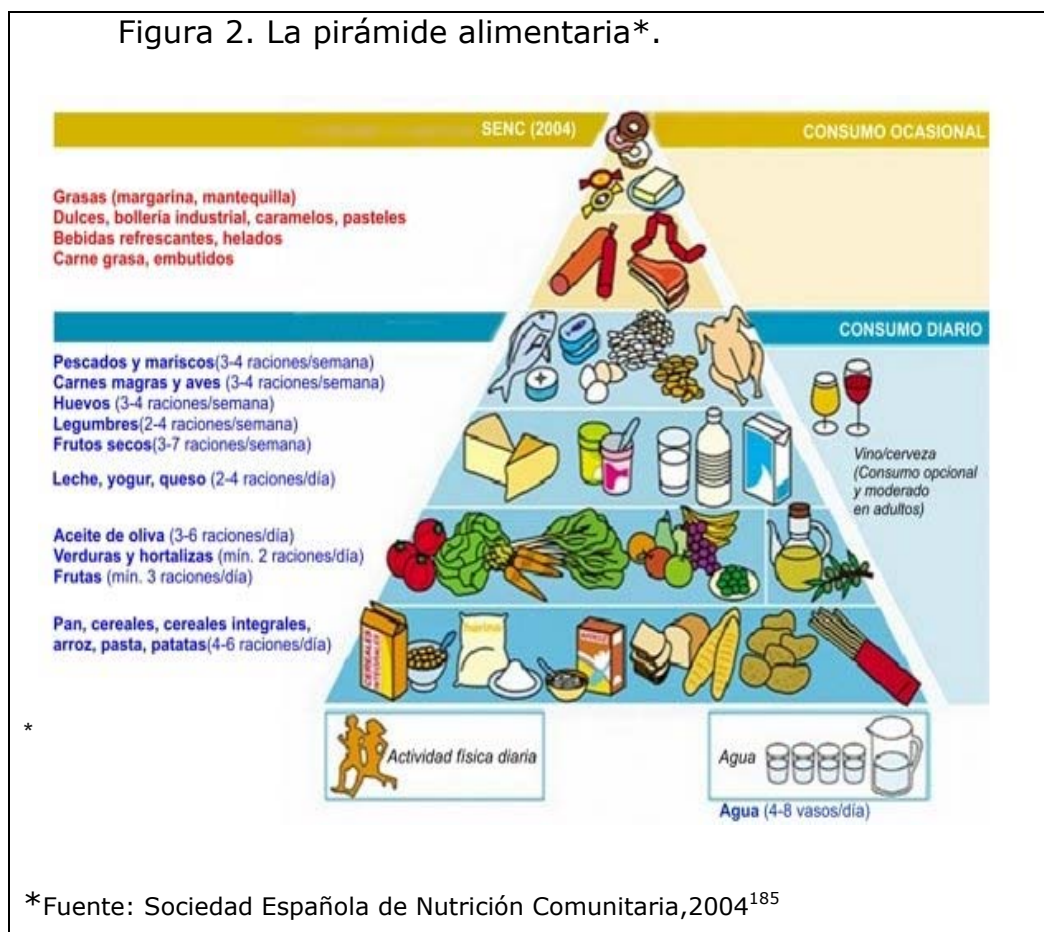 Figura 2. La pirámide alimentaria*.
SENC (2004)
CONSUMO OCASIONAL
Grasas (margarina, mantequilla)
Dulces, bollería industrial, caramelos, pasteles
Bebidas refrescantes, helados
Carne grasa, embutidos
CONSUMO DIARIO
Pescados y mariscos(3-4 raciones/semana)
Carnes magras y aves (3-4 raciones/semana)
Huevos (3-4 raciones/semana)
Legumbres(2-4 raciones/semana)
Frutos secos(3-7 raciones/semana)
Leche, yogur, queso (2-4 raciones/día)
Vino/cerveza
(Consumo opcional
y moderado
en adultos)
Aceite de oliva (3-6 raciones/día)
Verduras y hortalizas (mín. 2 raciones/día)
Frutas (mín. 3 raciones/día)
Pan, cereales, cereales integrales,
arroz, pasta, patatas(4-6 raciones/día)
CEREALES
INTEGRALES
harina
ARROZ
*
Actividad física diaria
Agua
Agua (4-8 vasos/día)
*Fuente: Sociedad Española de Nutrición Comunitaria,2004185